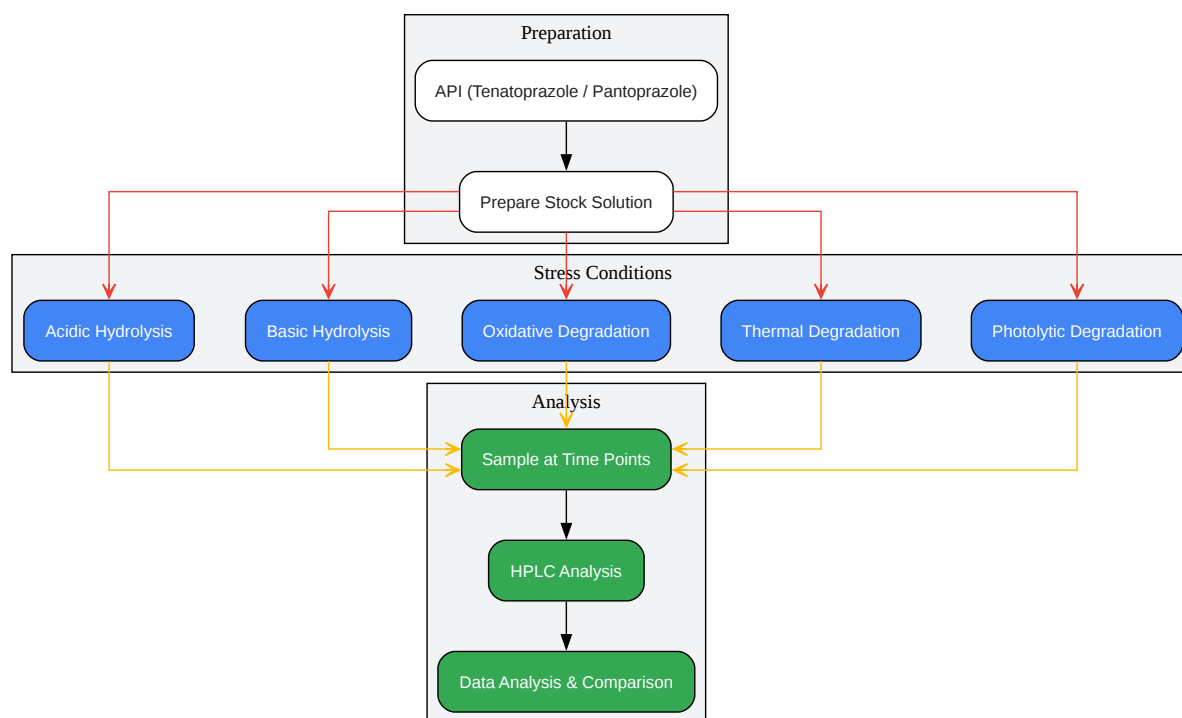 Preparation
API (Tenatoprazole / Pantoprazole)
Prepare Stock Solution
Stress Conditions
Acidic Hydrolysis
Basic Hydrolysis
Oxidative Degradation
Thermal Degradation
Photolytic Degradation
Analysis
Sample at Time Points
HPLC Analysis
Data Analysis & Comparison